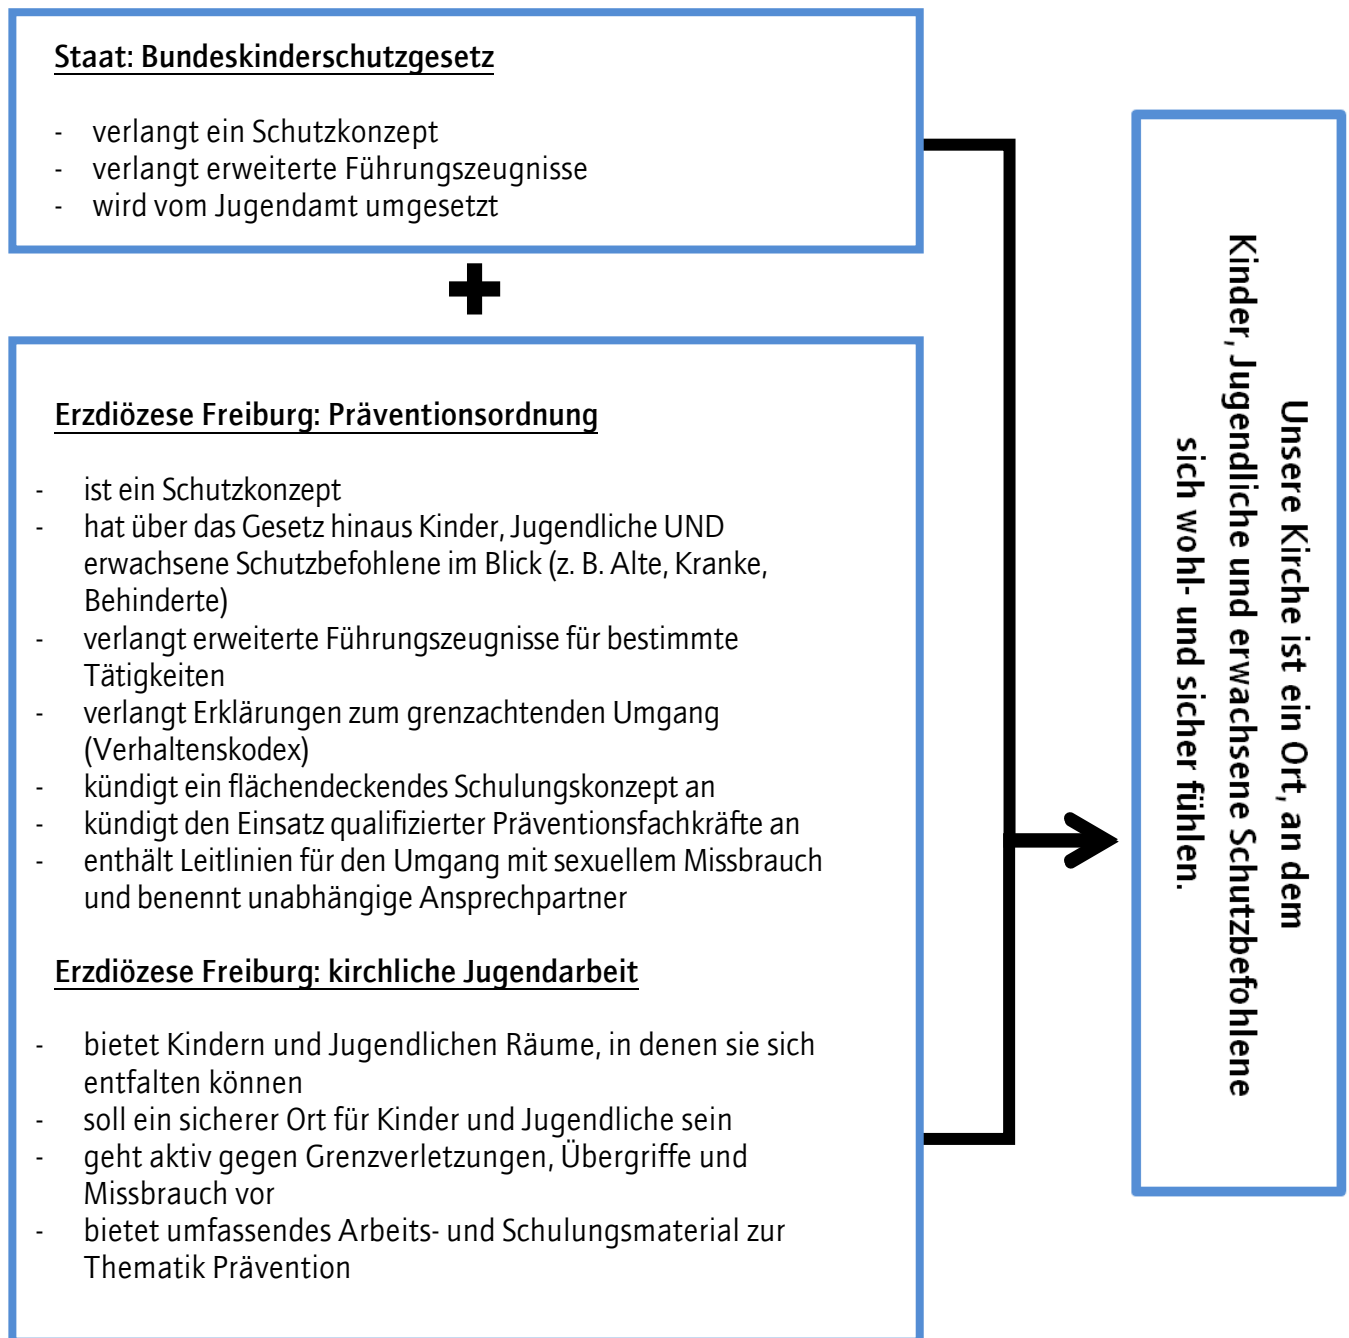 Staat: Bundeskinderschutzgesetz
- verlangt ein Schutzkonzept
- verlangt erweiterte Führungszeugnisse
- wird vom Jugendamt umgesetzt
Erzdiözese Freiburg: Präventionsordnung
- ist ein Schutzkonzept
- hat über das Gesetz hinaus Kinder, Jugendliche UND
erwachsene Schutzbefohlene im Blick (z. B. Alte, Kranke,
Behinderte)
- verlangt erweiterte Führungszeugnisse für bestimmte
Tätigkeiten
- verlangt Erklärungen zum grenzachtenden Umgang
(Verhaltenskodex)
- kündigt ein flächendeckendes Schulungskonzept an
- kündigt den Einsatz qualifizierter Präventionsfachkräfte an
- enthält Leitlinien für den Umgang mit sexuellem Missbrauch
und benennt unabhängige Ansprechpartner
Erzdiözese Freiburg: kirchliche Jugendarbeit
- bietet Kindern und Jugendlichen Räume, in denen sie sich
entfalten können
- soll ein sicherer Ort für Kinder und Jugendliche sein
- geht aktiv gegen Grenzverletzungen, Übergriffe und
Missbrauch vor
- bietet umfassendes Arbeits- und Schulungsmaterial zur
Thematik Prävention
Unsere Kirche ist ein Ort, an dem
Kinder, Jugendliche und erwachsene Schutzbefohlene
sich wohl- und sicher fühlen.